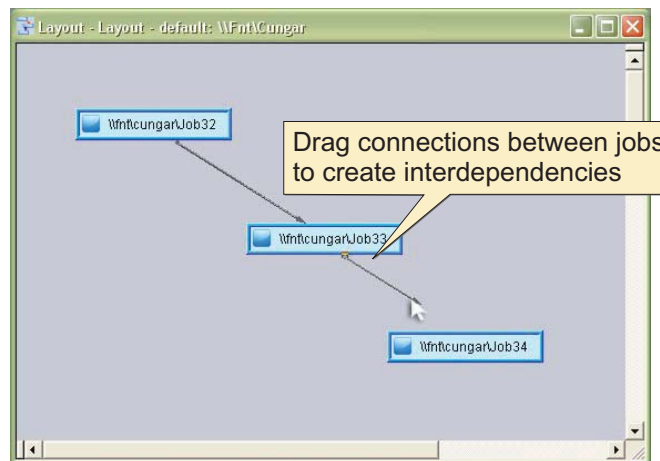 Layout - Layout - default: \\Fnt\Cungar
\\fnt\cungar\Job32
Drag connections between jobs
to create interdependencies
\\fnt\cungar\Job33
\\fnt\cungar\Job34